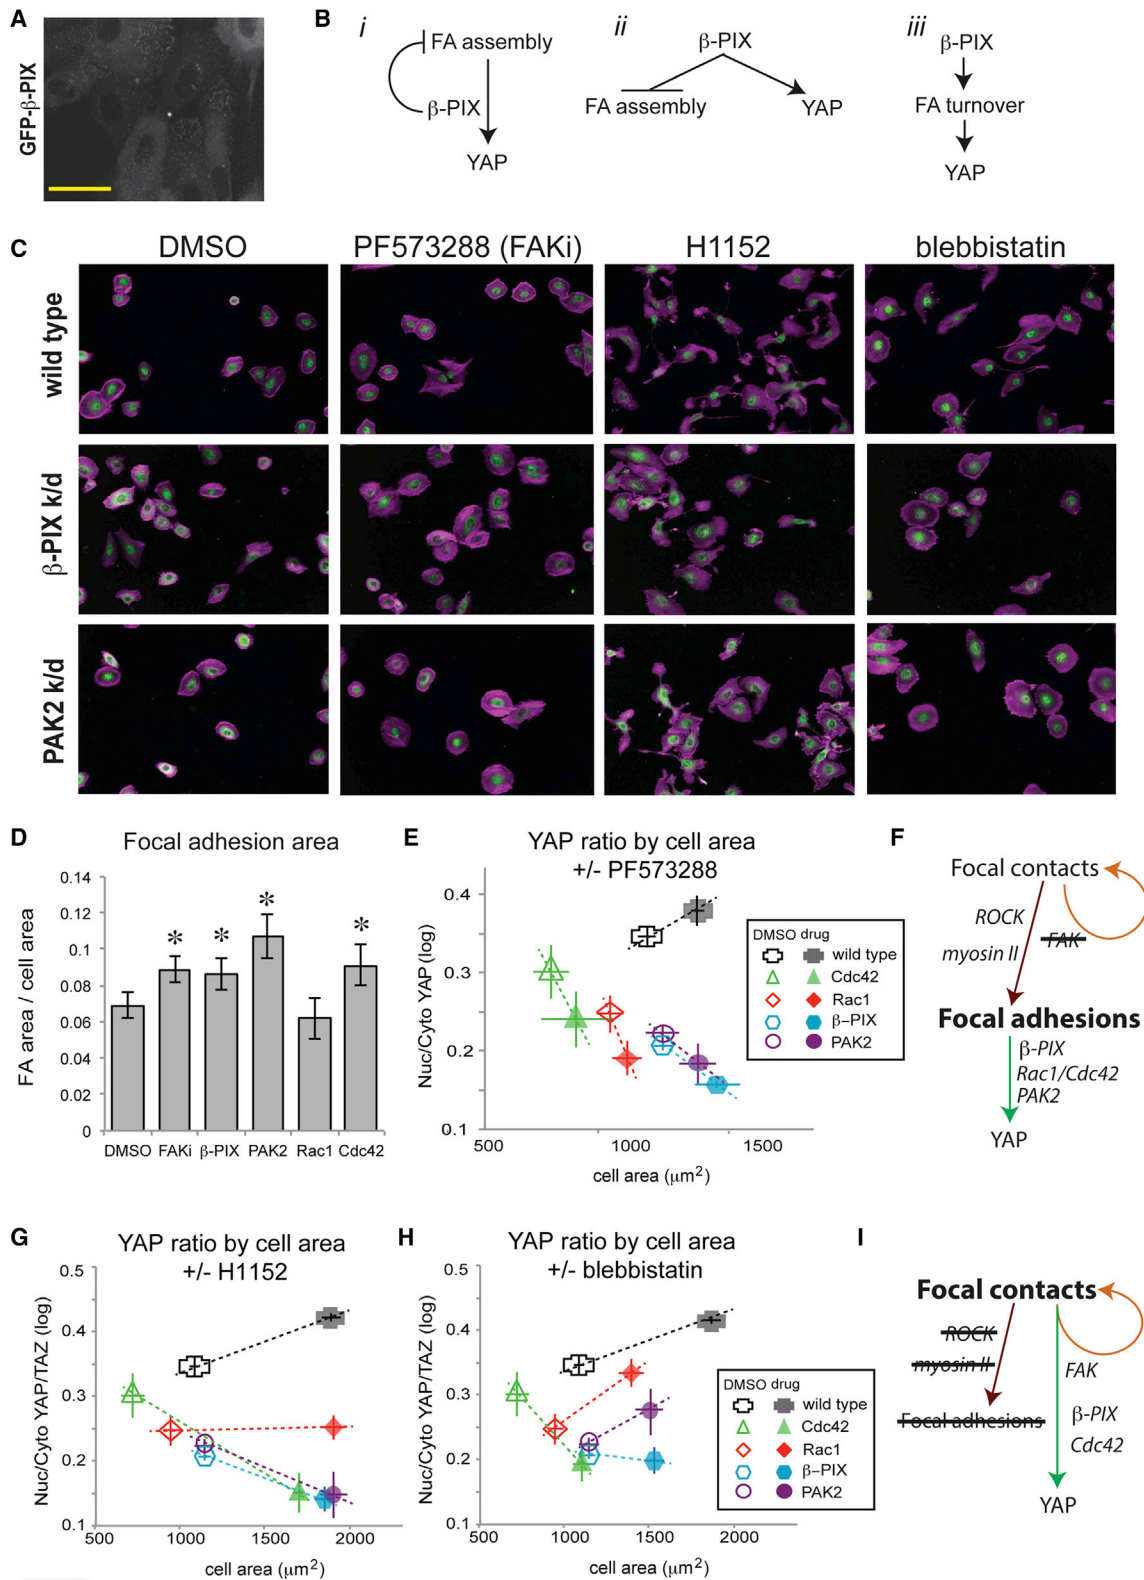 A
GFP-β-PIX
B
i
FA assembly
β-PIX
YAP
ii
β-PIX
FA assembly
YAP
iii
β-PIX
FA turnover
YAP
C
DMSO
PF573288 (FAKi)
H1152
blebbistatin
wild type
β-PIX k/d
PAK2 k/d
D
Focal adhesion area
FA area / cell area
0.14
0.12
0.1
0.08
0.06
0.04
0.02
0
*
*
*
*
DMSO FAKi β-PIX PAK2 Rac1 Cdc42
E
YAP ratio by cell area
+/- PF573288
Nuc/Cyto YAP (log)
0.4
0.3
0.2
0.1
500 1000 1500
cell area (μm²)
DMSO drug
wild type
Cdc42
Rac1
β-PIX
PAK2
F
Focal contacts
ROCK
myosin II
FAK
Focal adhesions
β-PIX
Rac1/Cdc42
PAK2
YAP
G
YAP ratio by cell area
+/- H1152
Nuc/Cyto YAP/TAZ (log)
0.5
0.4
0.3
0.2
0.1
500 1000 1500 2000
cell area (μm²)
H
YAP ratio by cell area
+/- blebbistatin
Nuc/Cyto YAP/TAZ (log)
0.5
0.4
0.3
0.2
0.1
500 1000 1500 2000
cell area (μm²)
DMSO drug
wild type
Cdc42
Rac1
β-PIX
PAK2
I
Focal contacts
ROCK
myosin II
FAK
Focal adhesions
β-PIX
Cdc42
YAP